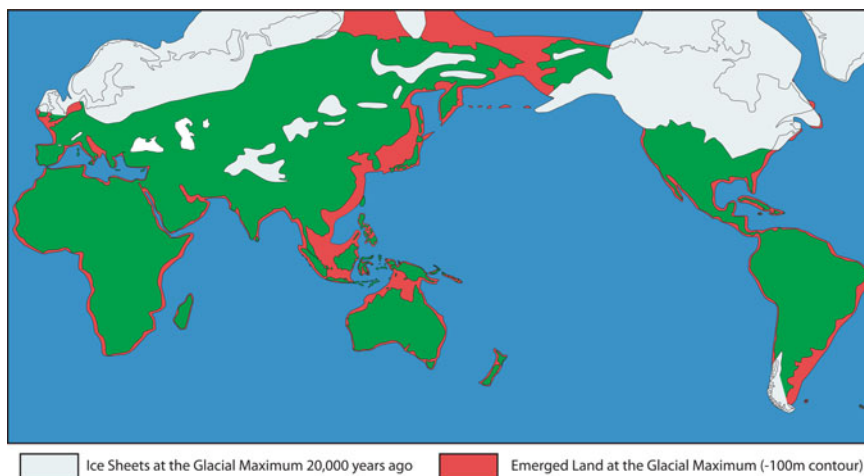 Ice Sheets at the Glacial Maximum 20,000 years ago
Emerged Land at the Glacial Maximum (-100m contour)